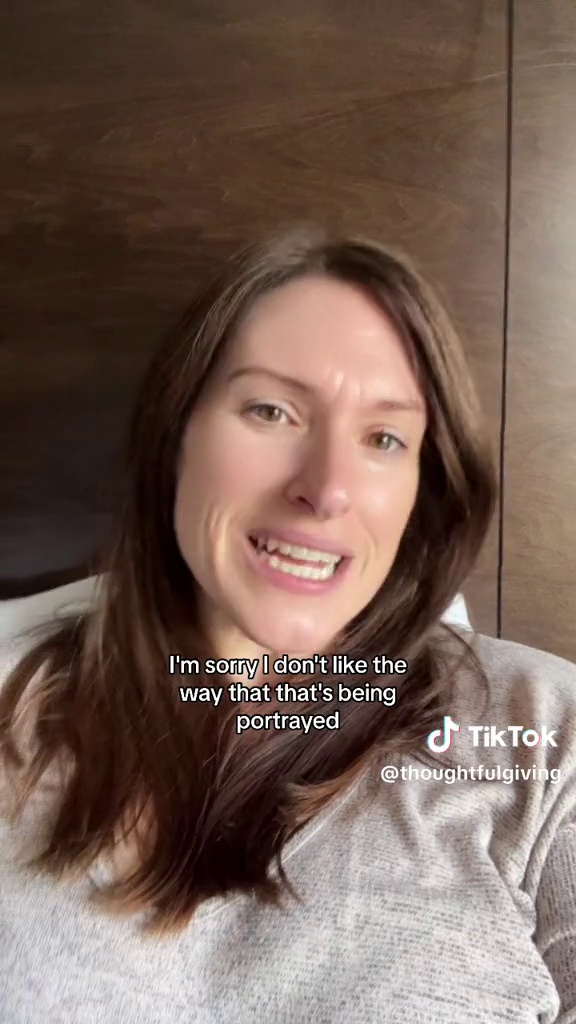 I'm sorry I don't like the
way that that's being
portrayed
TikTok
@thoughtfulgiving